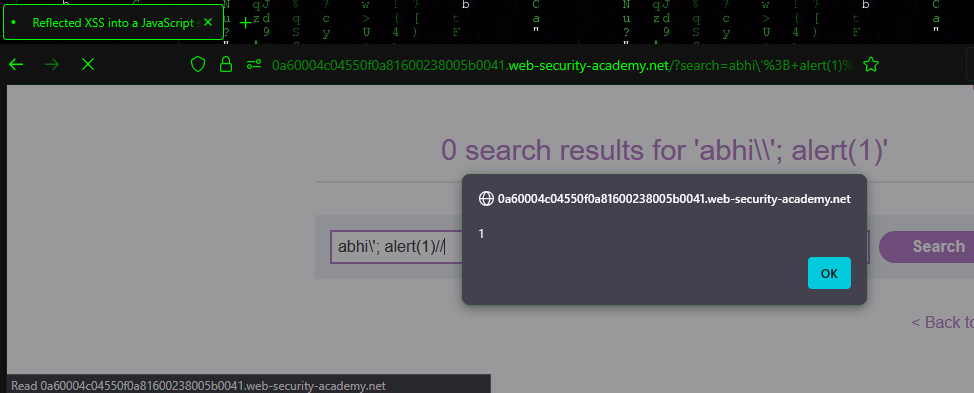 Reflected XSS into a JavaScript s
0a60004c04550f0a81600238005b0041.web-security-academy.net/?search=abhi\'%3B+alert(1)%
0 search results for 'abhi\\'; alert(1)'
0a60004c04550f0a81600238005b0041.web-security-academy.net
1
abhi\'; alert(1)//
Search
OK
< Back to
Read 0a60004c04550f0a81600238005b0041.web-security-academy.net